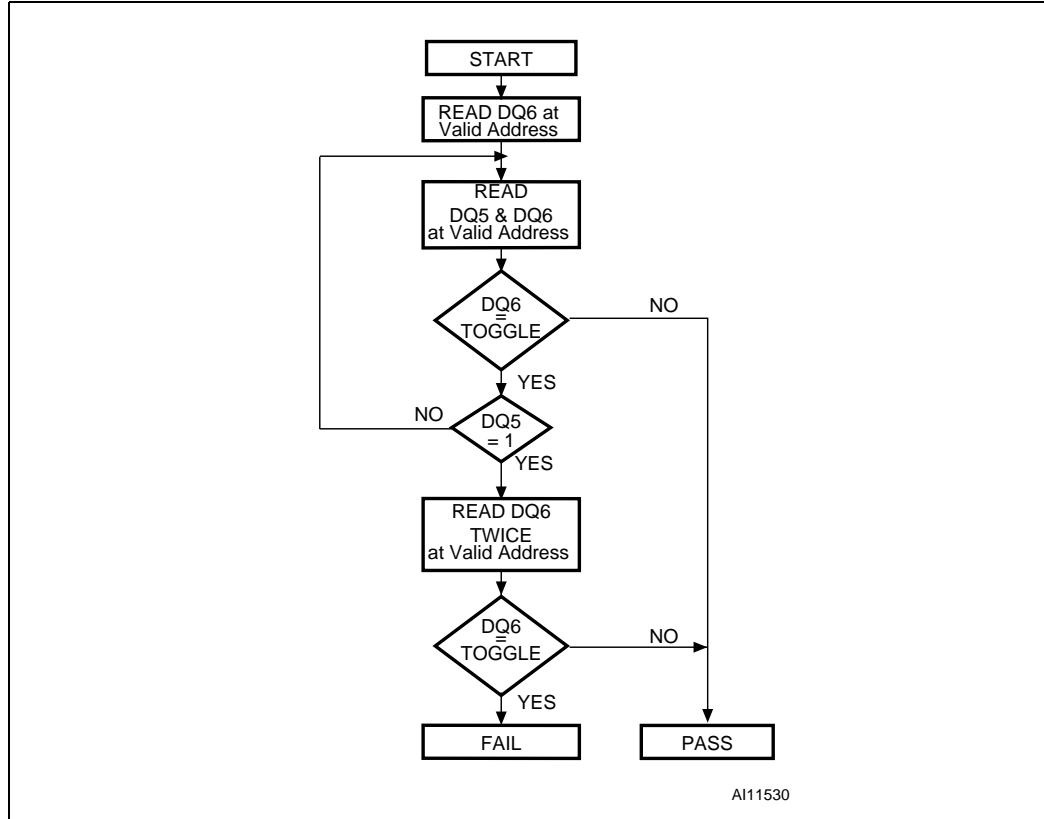 START
READ DQ6 at
Valid Address
READ
DQ5 & DQ6
at Valid Address
DQ6
=
TOGGLE
NO
YES
NO
DQ5
= 1
YES
READ DQ6
TWICE
at Valid Address
DQ6
=
TOGGLE
NO
YES
FAIL
PASS
AI11530